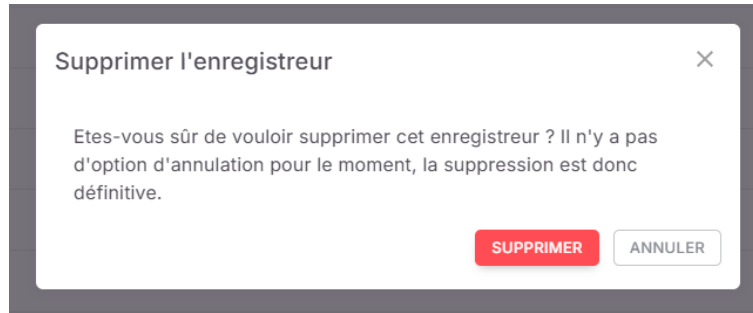 Supprimer l'enregistreur
Etes-vous sûr de vouloir supprimer cet enregistreur ? Il n'y a pas
d'option d'annulation pour le moment, la suppression est donc
définitive.
SUPPRIMER
ANNULER